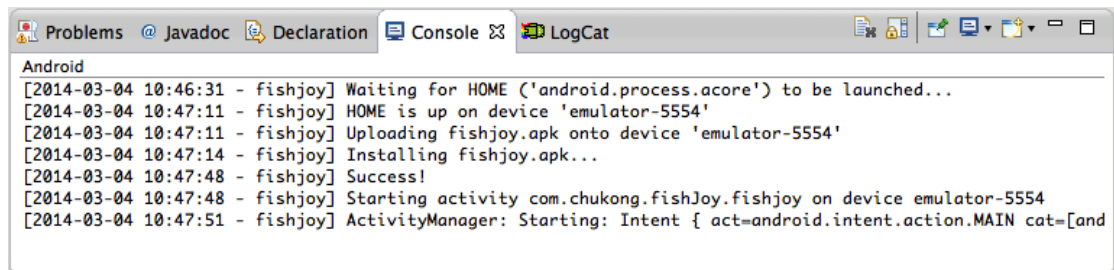 Problems @ Javadoc Declaration Console LogCat
Android
[2014-03-04 10:46:31 - fishjoy] Waiting for HOME ('android.process.acore') to be launched...
[2014-03-04 10:47:11 - fishjoy] HOME is up on device 'emulator-5554'
[2014-03-04 10:47:11 - fishjoy] Uploading fishjoy.apk onto device 'emulator-5554'
[2014-03-04 10:47:14 - fishjoy] Installing fishjoy.apk...
[2014-03-04 10:47:48 - fishjoy] Success!
[2014-03-04 10:47:48 - fishjoy] Starting activity com.chukong.fishJoy.fishjoy on device emulator-5554
[2014-03-04 10:47:51 - fishjoy] ActivityManager: Starting: Intent { act=android.intent.action.MAIN cat=[and